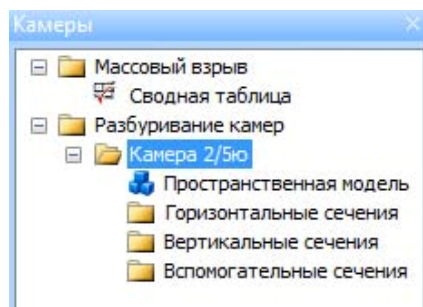 Камеры
Массовый взрыв
Сводная таблица
Разбуривание камер
Камера 2/5ю
Пространственная модель
Горизонтальные сечения
Вертикальные сечения
Вспомогательные сечения